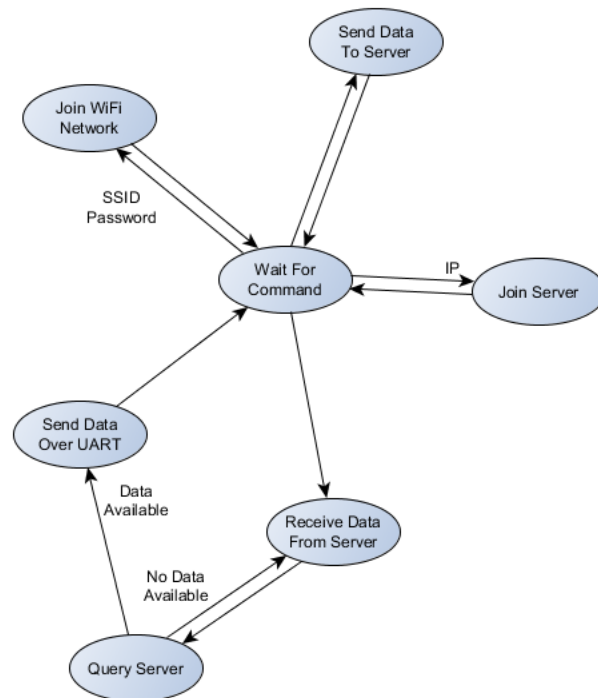 Send Data
To Server
Join WiFi
Network
SSID
Password
Wait For
Command
IP
Join Server
Send Data
Over UART
Data
Available
Receive Data
From Server
No Data
Available
Query Server